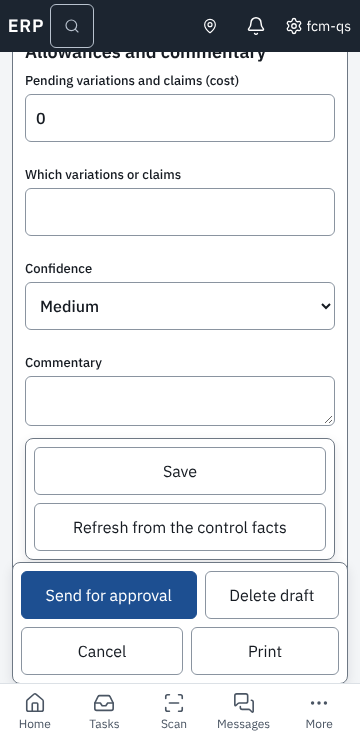 ERP
fcm-qs
Allowances and commentary
Pending variations and claims (cost)
0
Which variations or claims
Confidence
Medium
Commentary
Save
Refresh from the control facts
Send for approval
Delete draft
Cancel
Print
Home
Tasks
Scan
Messages
More